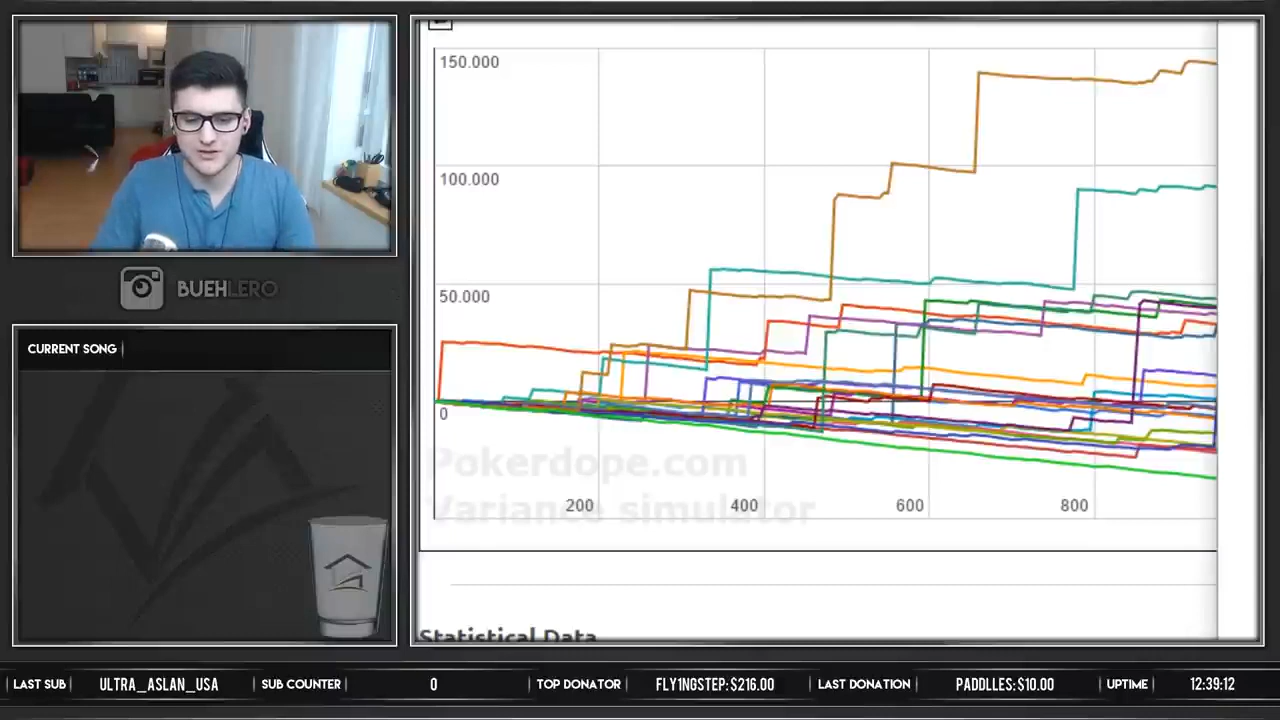 150.000
100.000
50.000
0
Pokerdope.com
Variance simulator
200 400 600 800
Statistical Data
BUEHLERO
CURRENT SONG
LAST SUB ULTRA_ASLAN_USA SUB COUNTER 0 TOP DONATOR FLY1NGSTEP: $216.00 LAST DONATION PADDLLES: $10.00 UPTIME 12:39:12